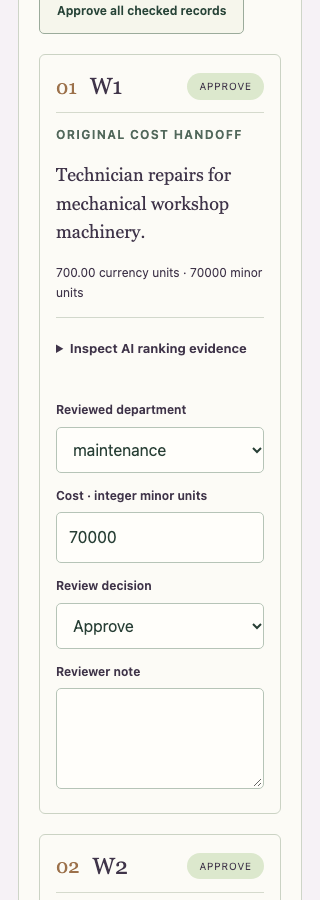 Approve all checked records
01 W1 APPROVE
ORIGINAL COST HANDOFF
Technician repairs for
mechanical workshop
machinery.
700.00 currency units · 70000 minor
units
▶ Inspect AI ranking evidence
Reviewed department
maintenance
Cost · integer minor units
70000
Review decision
Approve
Reviewer note
02 W2 APPROVE